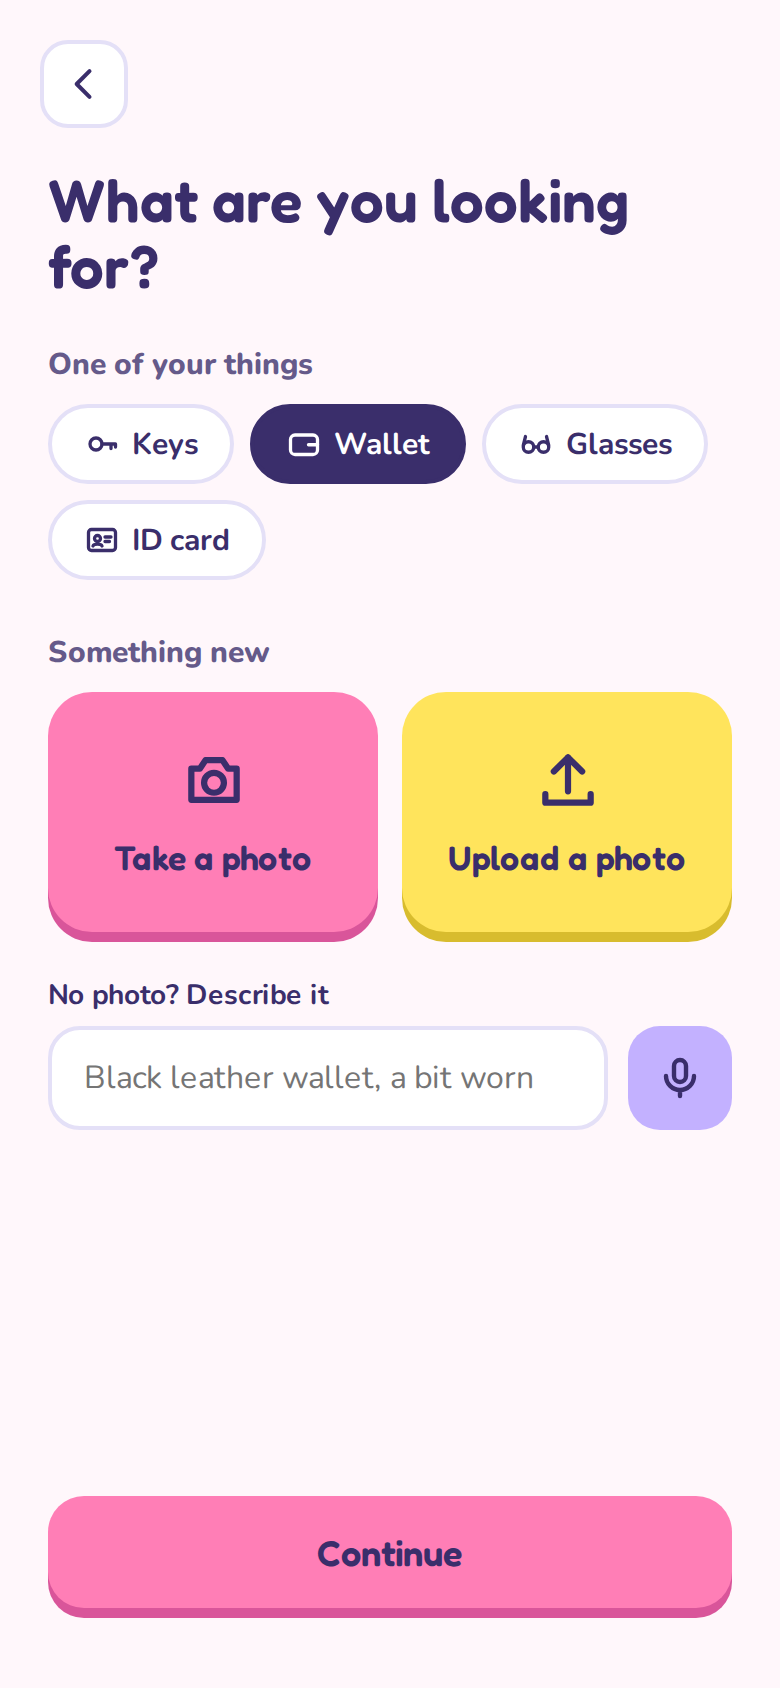 What are you looking
for?
One of your things
Keys
Wallet
Glasses
ID card
Something new
Take a photo
Upload a photo
No photo? Describe it
Black leather wallet, a bit worn
Continue